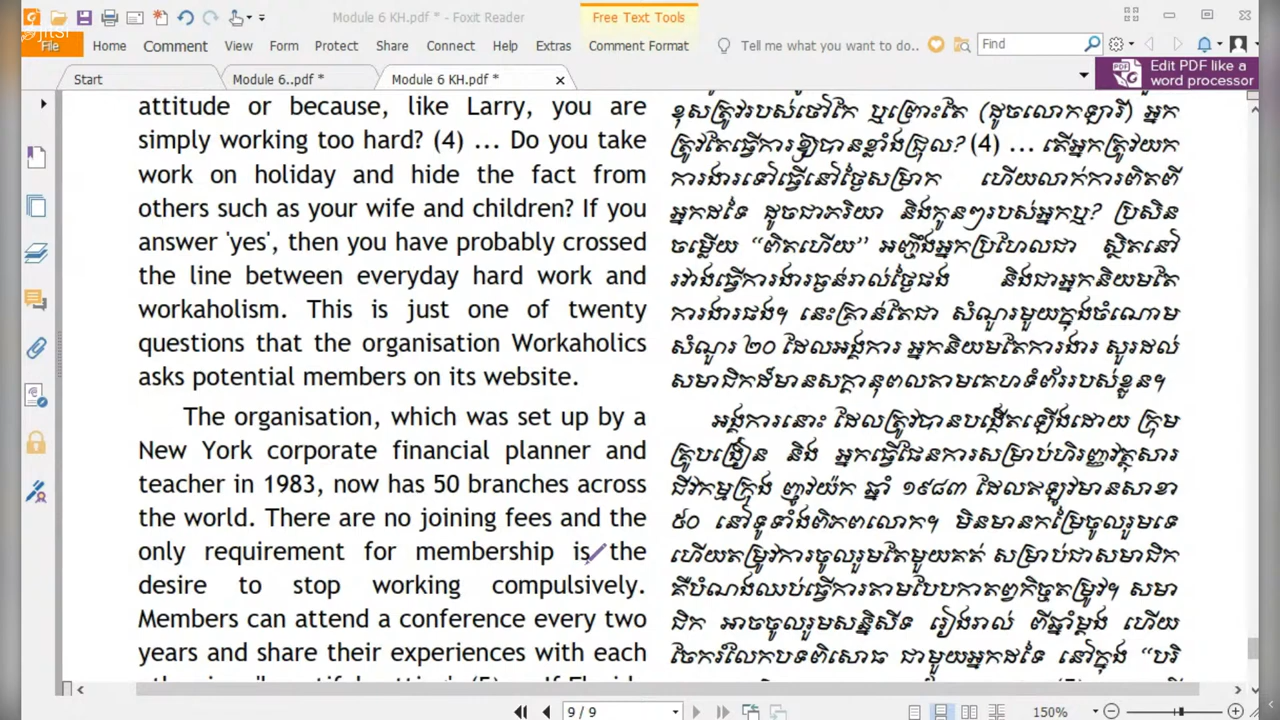 Module 6 KH.pdf * - Foxit Reader
Free Text Tools
File
Home
Comment
View
Form
Protect
Share
Connect
Help
Extras
Comment Format
Tell me what you want to do..
Find
Start
Module 6..pdf *
Module 6 KH.pdf *
Edit PDF like a
word processor
attitude or because, like Larry, you are
simply working too hard? (4) ... Do you take
work on holiday and hide the fact from
others such as your wife and children? If you
answer 'yes', then you have probably crossed
the line between everyday hard work and
workaholism. This is just one of twenty
questions that the organisation Workaholics
asks potential members on its website.
The organisation, which was set up by a
New York corporate financial planner and
teacher in 1983, now has 50 branches across
the world. There are no joining fees and the
only requirement for membership is the
desire to stop working compulsively.
Members can attend a conference every two
years and share their experiences with each
ខុសត្រូវរបស់ថៅកែ ឬព្រោះតែ (ដូចលោកឡារី) អ្នក
ត្រូវតែធ្វើការឱ្យបានខ្លាំងជ្រុល? (4) ... តើអ្នកត្រូវយក
ការងារទៅធ្វើនៅថ្ងៃសម្រាក ហើយលាក់ការពិតពី
អ្នកដទៃ ដូចជាភរិយា និងកូនៗរបស់អ្នកឬ? ប្រសិន
ចម្លើយ “ពិតហើយ” អញ្ចឹងអ្នកប្រហែលជា ស្ថិតនៅ
រវាងធ្វើការងារធ្ងន់រាល់ថ្ងៃផង និងជាអ្នកនិយមតែ
ការងារផង។ នេះគ្រាន់តែជា សំណួរមួយក្នុងចំណោម
សំណួរ ២០ ដែលអង្គការ អ្នកនិយមតែការងារ សួរដល់
សមាជិកដ៏មានសក្តានុពលតាមគេហទំព័ររបស់ខ្លួន។
អង្គការនោះ ដែលត្រូវបានបង្កើតឡើងដោយ ក្រុម
គ្រូបង្រៀន និង អ្នកធ្វើផែនការសម្រាប់ហិរញ្ញវត្ថុសារ
ជីវកម្មក្រុង ញូវយ៉ក ឆ្នាំ ១៩៨៣ ដែលឥឡូវមានសាខា
៥០ នៅទូទាំងពិភពលោក។ មិនមានកម្រៃចូលរួមទេ
ហើយតម្រូវការចូលរួមតែមួយគត់ សម្រាប់ជាសមាជិក
គឺបំណងឈប់ធ្វើការតាមបែបកាតព្វកិច្ចតម្រូវ។ សមា
ជិក អាចចូលរួមសន្និសីទ រៀងរាល់ ពីឆ្នាំម្តង ហើយ
ចែករំលែកបទពិសោធ ជាមួយអ្នកដទៃ នៅក្នុង “បរិ
9 / 9
150%